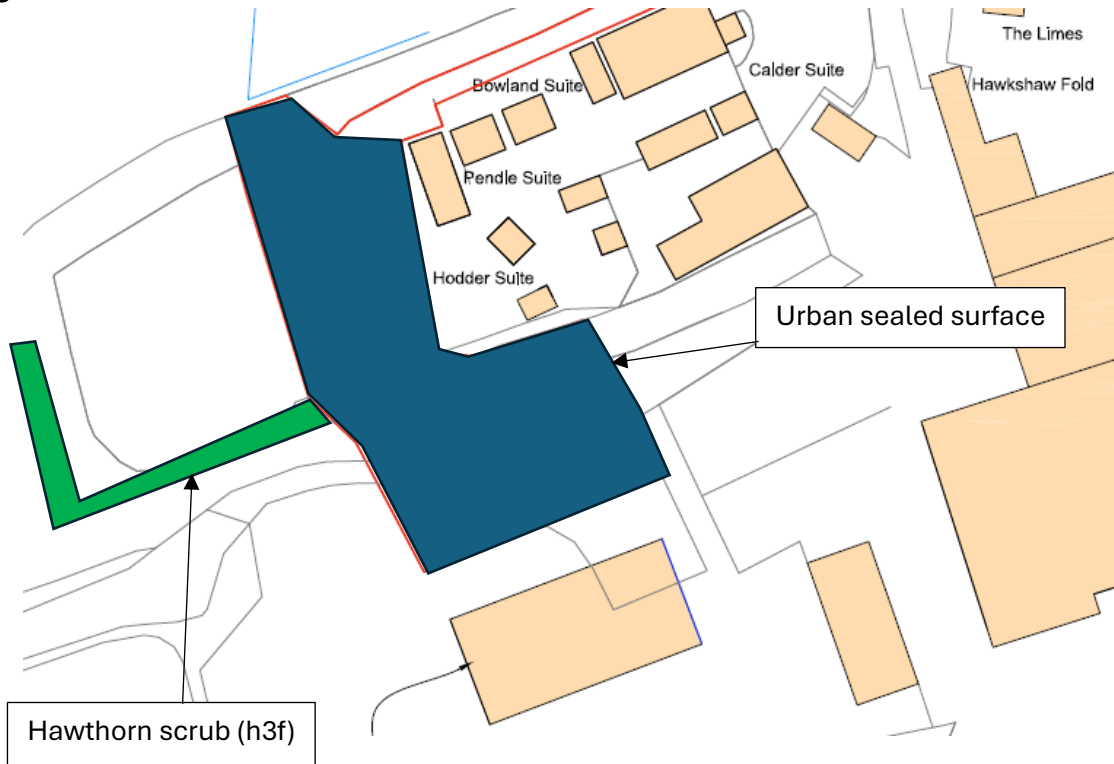 The Limes
Bowland Suite
Calder Suite
Hawkshaw Fold
Pendle Suite
Hodder Suite
Urban sealed surface
Hawthorn scrub (h3f)